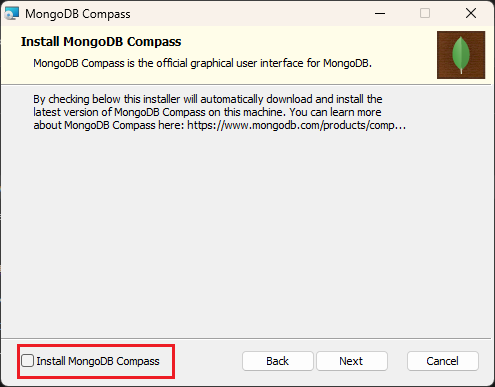 MongoDB Compass
Install MongoDB Compass
MongoDB Compass is the official graphical user interface for MongoDB.
By checking below this installer will automatically download and install the
latest version of MongoDB Compass on this machine. You can learn more
about MongoDB Compass here: https://www.mongodb.com/products/comp...
Install MongoDB Compass
Back
Next
Cancel